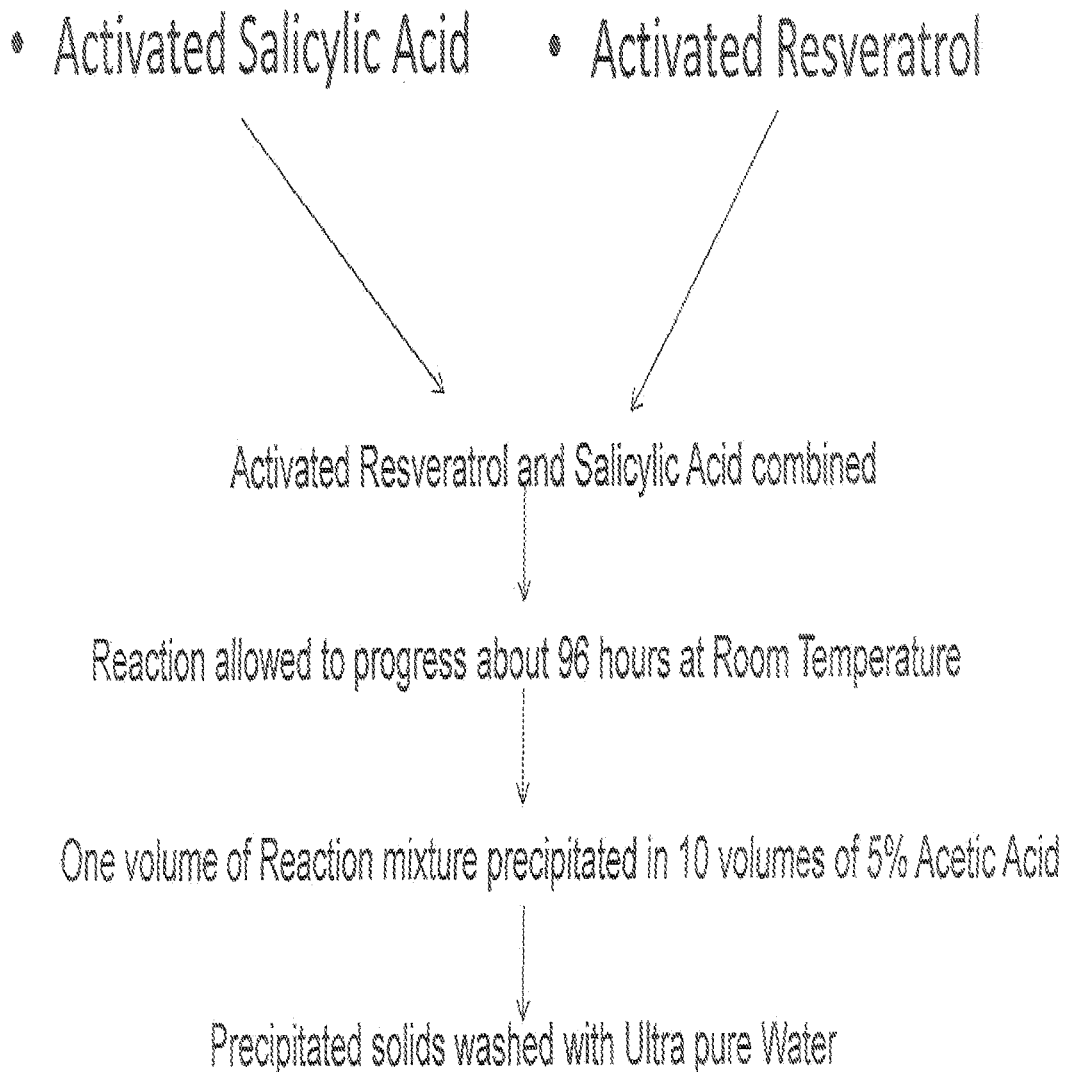 • Activated Salicylic Acid
• Activated Resveratrol
Activated Resveratrol and Salicylic Acid combined
Reaction allowed to progress about 96 hours at Room Temperature
One volume of Reaction mixture precipitated in 10 volumes of 5% Acetic Acid
Precipitated solids washed with Ultra pure Water